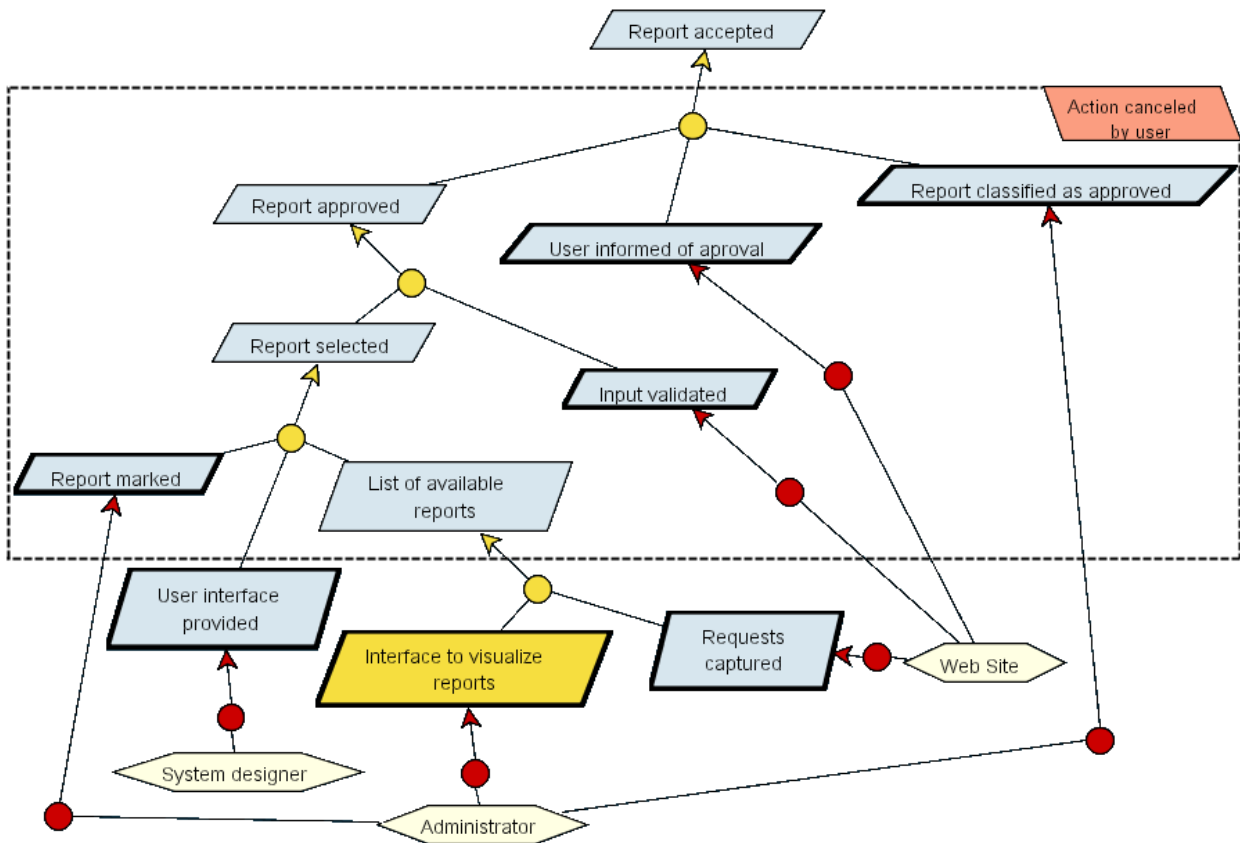 Report accepted
Action canceled
by user
Report classified as approved
Report approved
User informed of aproval
Report selected
Input validated
Report marked
List of available
reports
User interface
provided
Interface to visualize
reports
Requests
captured
Web Site
System designer
Administrator